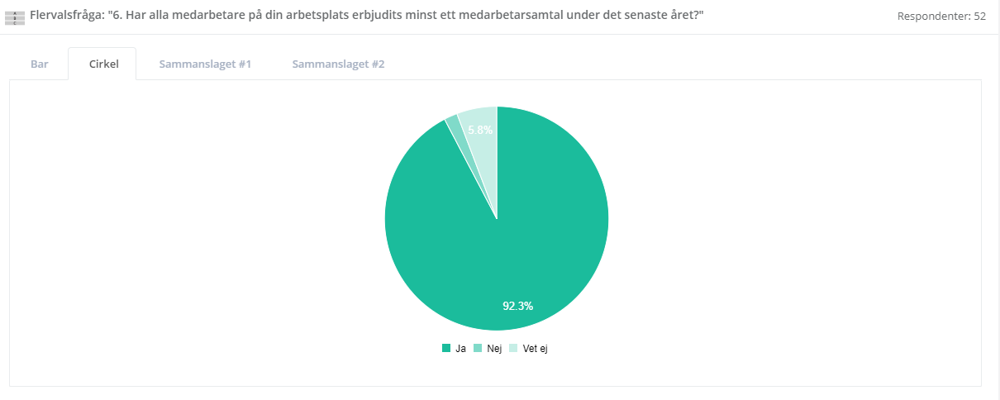 Flervalsfråga: "6. Har alla medarbetare på din arbetsplats erbjudits minst ett medarbetarsamtal under det senaste året?"
Respondenter: 52
Bar
Cirkel
Sammanslaget #1
Sammanslaget #2
5.8%
92.3%
Ja
Nej
Vet ej